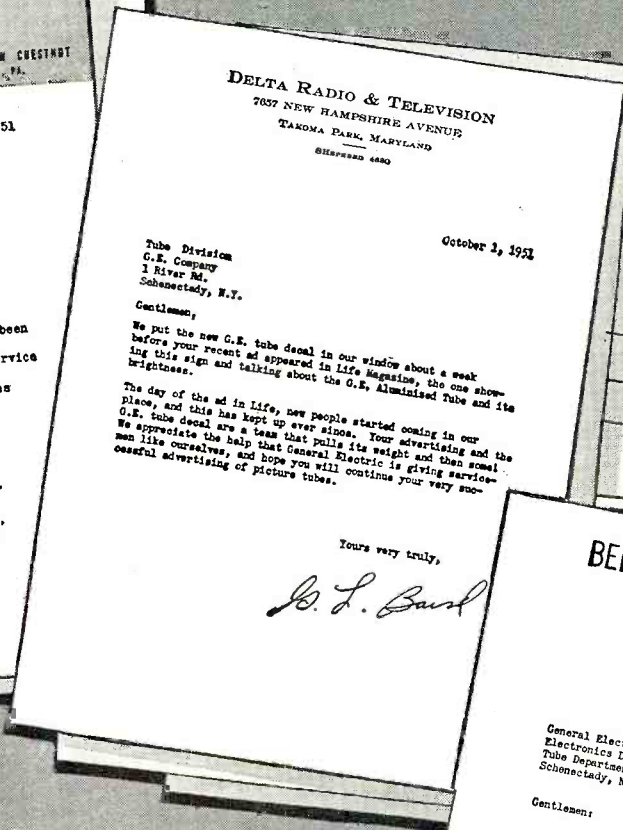 CHESTNUT
PA.
51
been
rvice
DELTA RADIO & TELEVISION
7657 NEW HAMPSHIRE AVENUE
TAKOMA PARK, MARYLAND
SHEPHERD 4680
October 1, 1951
Tube Division
G.E. Company
1 River Rd.
Schenectady, N.Y.
Gentlemen,
We put the new G.E. tube decal in our window about a week
before your recent ad appeared in Life Magazine, the one show-
ing this sign and talking about the G.E. Aluminized Tube and its
brightness.
The day of the ad in Life, new people started coming in our
place, and this has kept up ever since. Your advertising and the
G.E. tube decal are a team that pulls its weight and then some!
We appreciate the help that General Electric is giving service-
men like ourselves, and hope you will continue your very suc-
cessful advertising of picture tubes.
Yours very truly,
BE
General Elec
Electronics D
Tube Departme
Schenectady, N
Gentlemen: